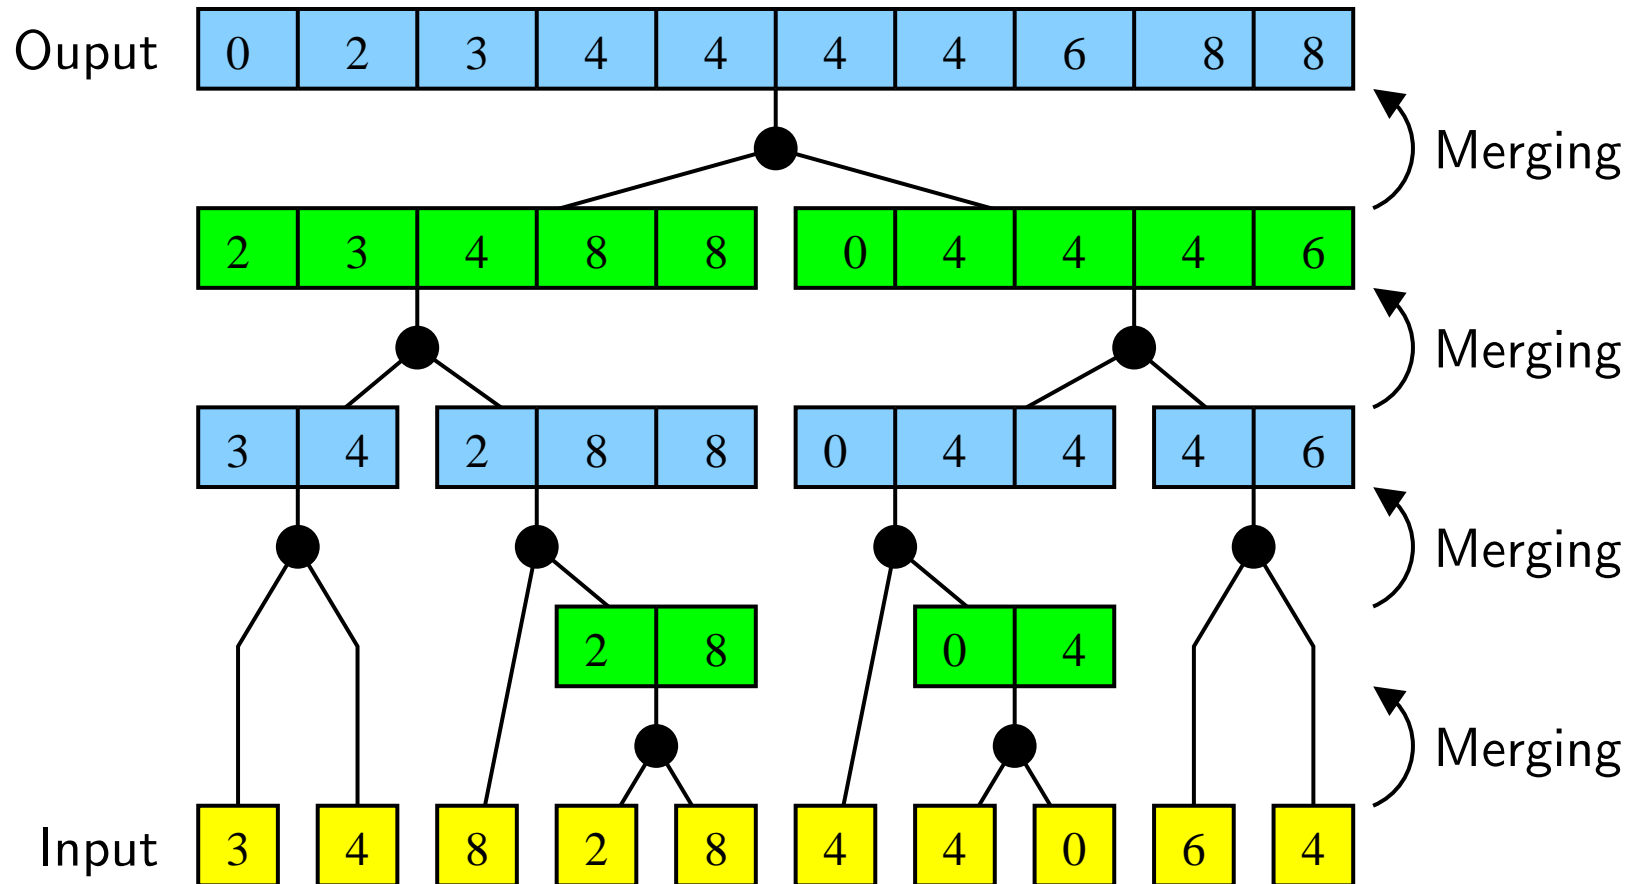 Ouput 0 2 3 4 4 4 4 6 8 8
Merging
2 3 4 8 8 0 4 4 4 6
Merging
3 4 2 8 8 0 4 4 4 6
Merging
2 8 0 4
Merging
Input 3 4 8 2 8 4 4 0 6 4